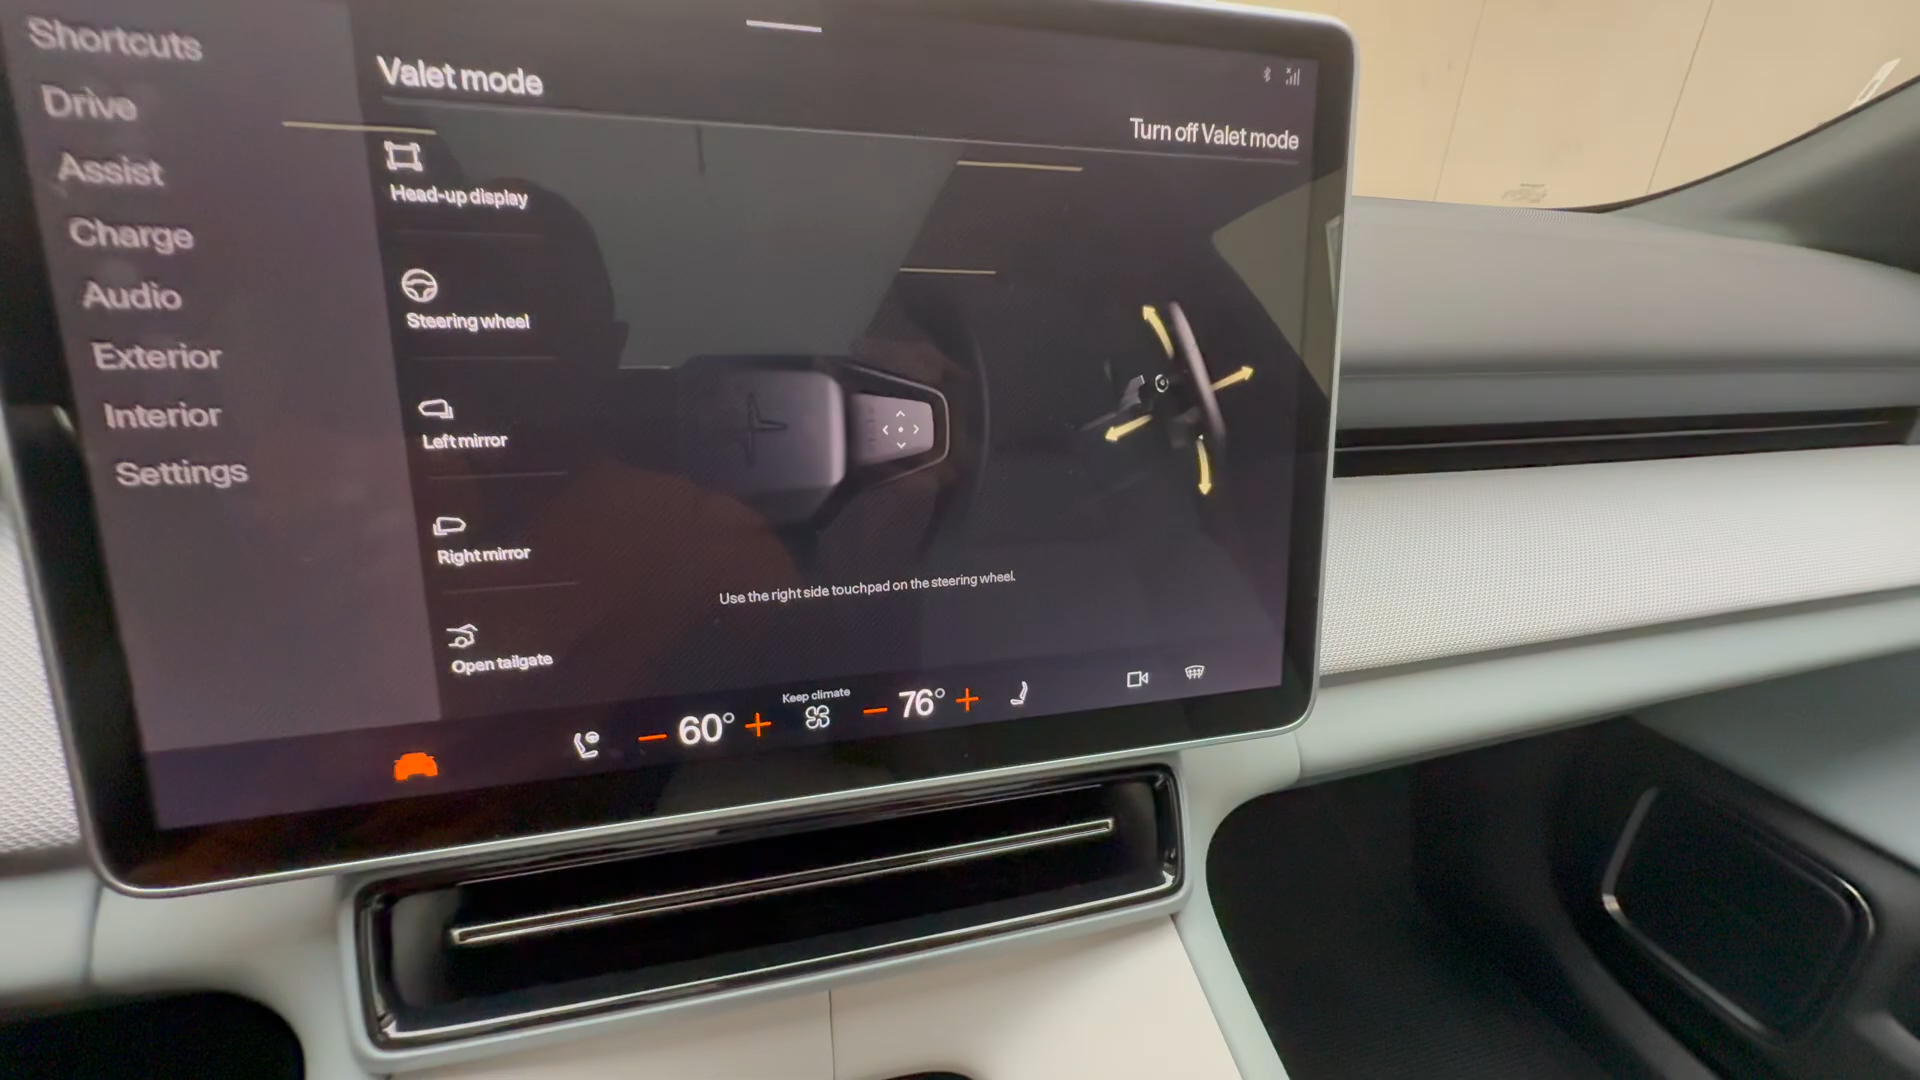 Shortcuts
Drive
Assist
Charge
Audio
Exterior
Interior
Settings
Valet mode
Turn off Valet mode
Head-up display
Steering wheel
Left mirror
Right mirror
Open tailgate
Use the right side touchpad on the steering wheel.
Keep climate
60°
76°